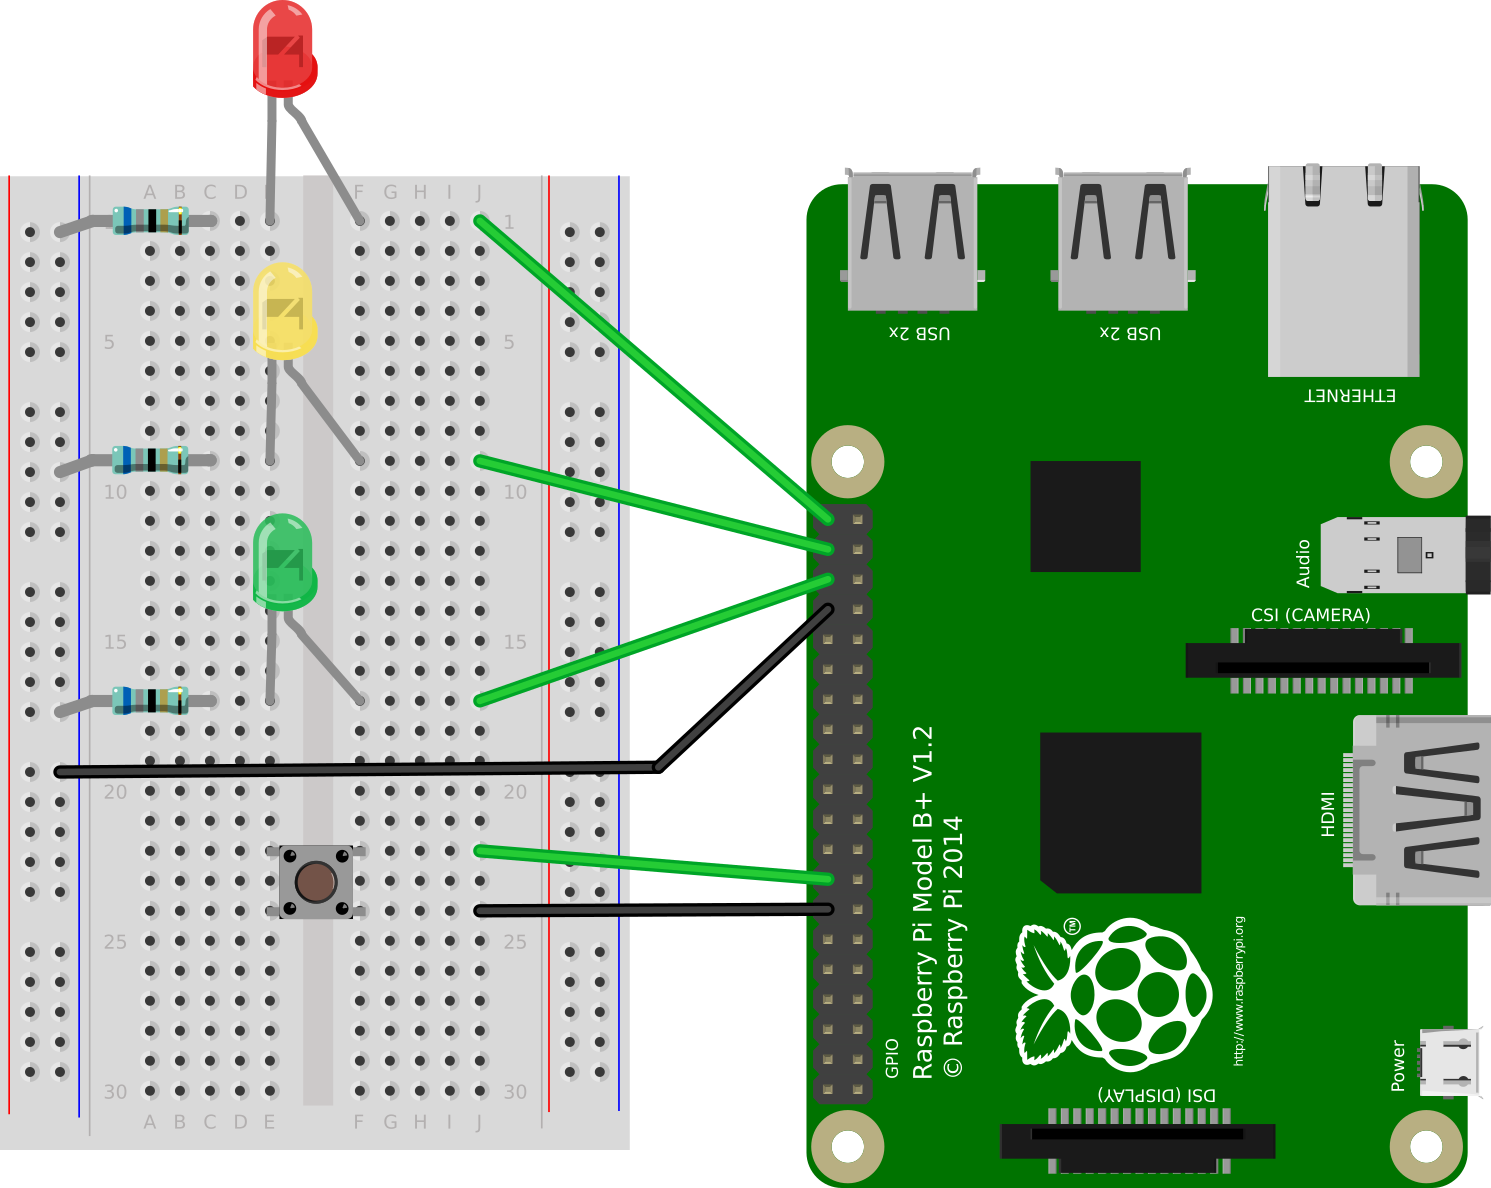 A B C D E F G H I J
1
5 5
10 10
15 15
20 20
25 25
30 30
A B C D E F G H I J
USB 2x
USB 2x
ETHERNET
Audio
CSI (CAMERA)
HDMI
Raspberry Pi Model B+ V1.2
© Raspberry Pi 2014
GPIO
TM
http://www.raspberrypi.org
Power
DSI (DISPLAY)